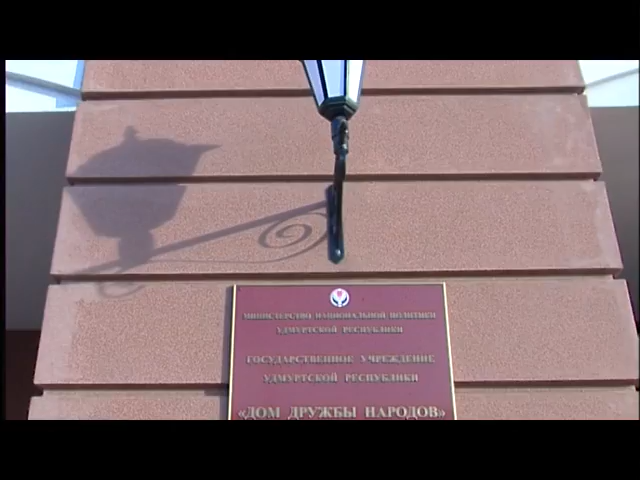 МИНИСТЕРСТВО НАЦИОНАЛЬНОЙ ПОЛИТИКИ
УДМУРТСКОЙ РЕСПУБЛИКИ
ГОСУДАРСТВЕННОЕ УЧРЕЖДЕНИЕ
УДМУРТСКОЙ РЕСПУБЛИКИ
«ДОМ ДРУЖБЫ НАРОДОВ»